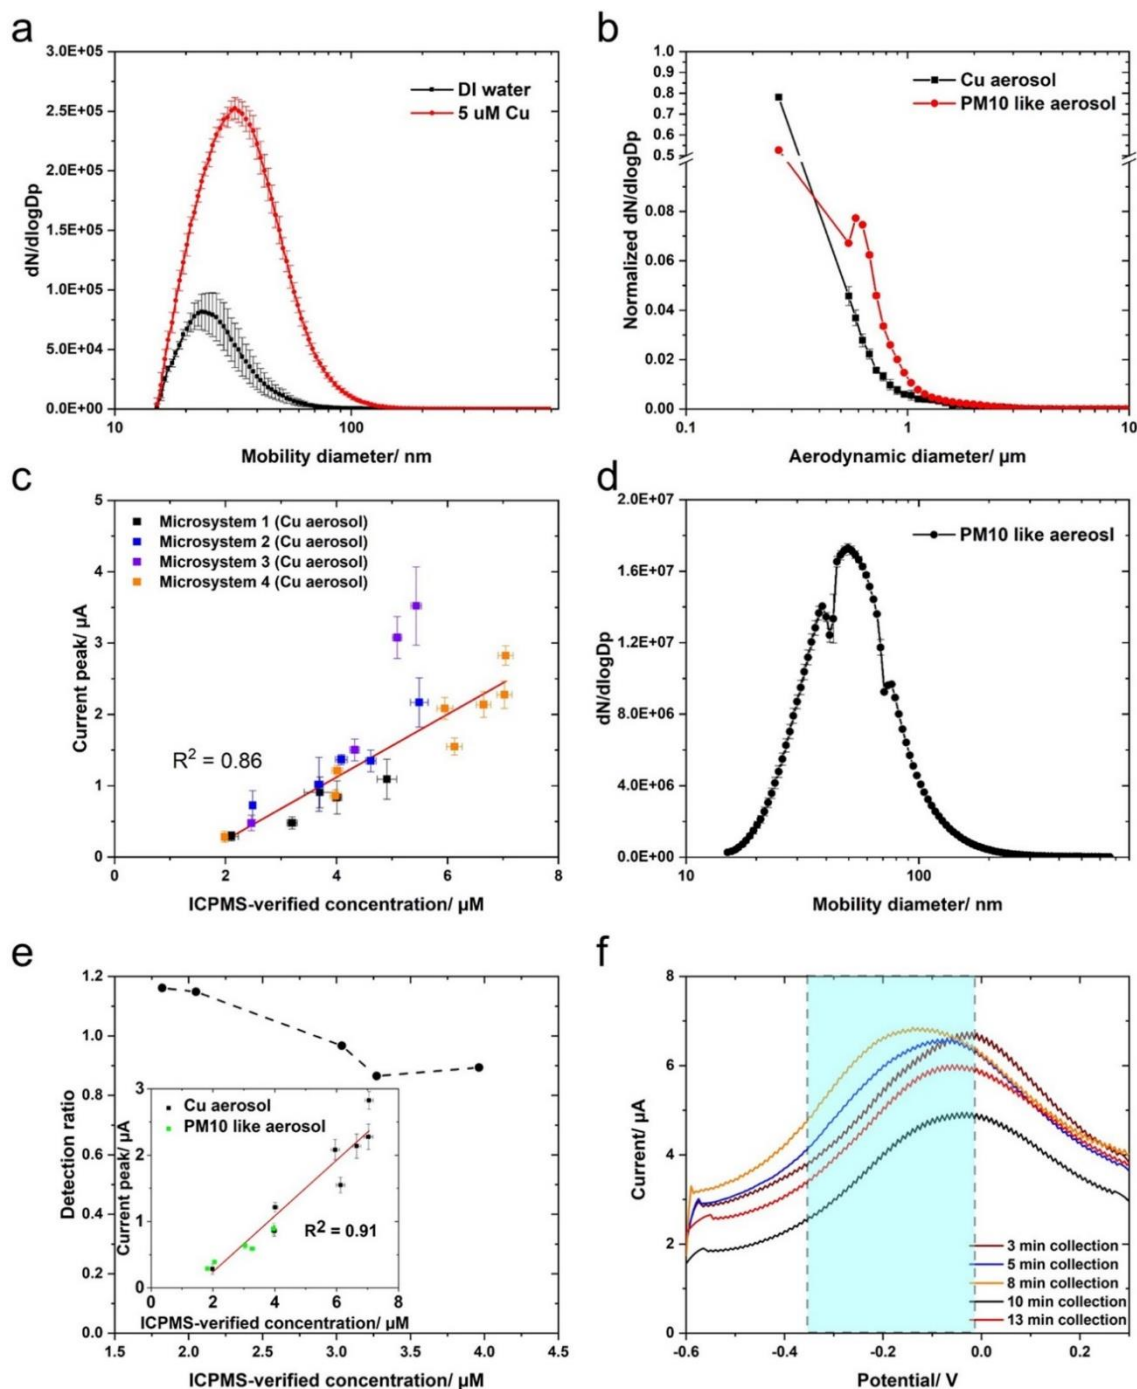 a
3.0E+05
2.5E+05
2.0E+05
1.5E+05
1.0E+05
5.0E+04
0.0E+00
dN/dlogDp
DI water
5 uM Cu
10
100
Mobility diameter/ nm
b
1.0
0.9
0.8
0.7
0.6
0.5
0.08
0.06
0.04
0.02
0.00
Normalized dN/dlogDp
Cu aerosol
PM10 like aerosol
0.1
1
10
Aerodynamic diameter/ µm
c
5
4
3
2
1
0
Current peak/ µA
Microsystem 1 (Cu aerosol)
Microsystem 2 (Cu aerosol)
Microsystem 3 (Cu aerosol)
Microsystem 4 (Cu aerosol)
R² = 0.86
0 2 4 6 8
ICPMS-verified concentration/ µM
d
2.0E+07
1.6E+07
1.2E+07
8.0E+06
4.0E+06
0.0E+00
dN/dlogDp
PM10 like aereosl
10
100
Mobility diameter/ nm
e
1.2
1.0
0.8
0.6
0.4
0.2
0.0
Detection ratio
3
2
1
0
Current peak/ µA
Cu aerosol
PM10 like aerosol
R² = 0.91
0 2 4 6 8
ICPMS-verified concentration/ µM
1.5 2.0 2.5 3.0 3.5 4.0 4.5
ICPMS-verified concentration/ µM
f
8
6
4
2
0
Current/ µA
3 min collection
5 min collection
8 min collection
10 min collection
13 min collection
-0.6 -0.4 -0.2 0.0 0.2
Potential/ V